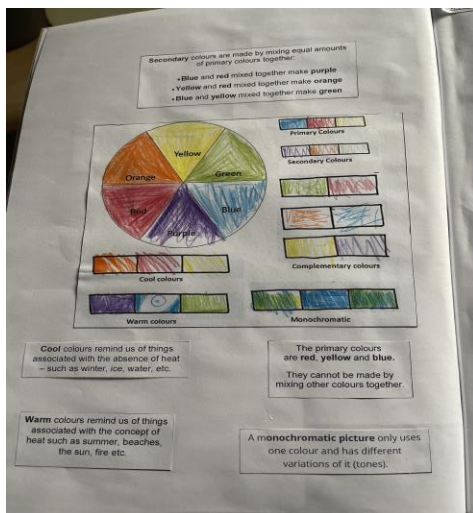 Secondary colours are made by mixing equal amounts
of primary colours together:
•Blue and red mixed together make purple
•Yellow and red mixed together make orange
•Blue and yellow mixed together make green
Yellow
Orange
Green
Red
Blue
Purple
Primary Colours
Secondary Colours
Complementary colours
Cool colours
Warm colours
Monochromatic
Cool colours remind us of things
associated with the absence of heat
– such as winter, ice, water, etc.
The primary colours
are red, yellow and blue.
They cannot be made by
mixing other colours together.
Warm colours remind us of things
associated with the concept of
heat such as summer, beaches,
the sun, fire etc.
A monochromatic picture only uses
one colour and has different
variations of it (tones).